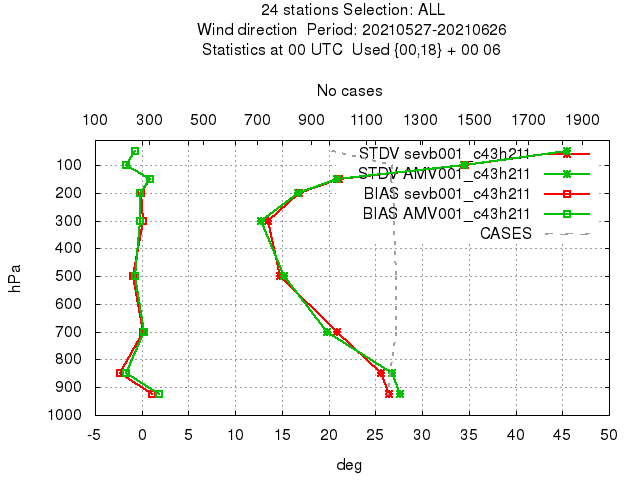 24 stations Selection: ALL
Wind direction  Period: 20210527-20210626
Statistics at 00 UTC  Used {00,18} + 00 06
No cases
100 300 500 700 900 1100 1300 1500 1700 1900
STDV sevb001_c43h211
100
STDV AMV001_c43h211
200
BIAS sevb001_c43h211
BIAS AMV001_c43h211
300
CASES
hPa
400
500
600
700
800
900
1000
-5 0 5 10 15 20 25 30 35 40 45 50
deg